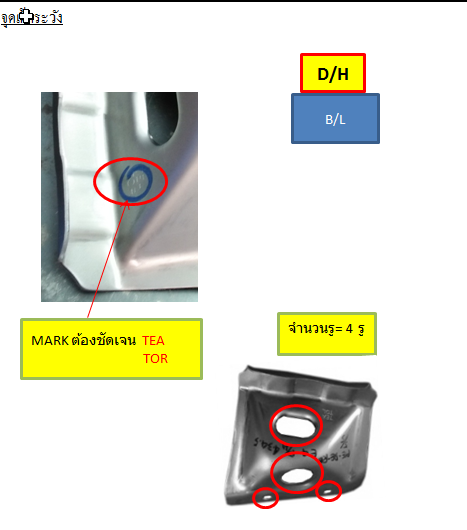 จุดที่ระวัง
D/H
B/L
MARK ต้องชัดเจน TEA
TOR
จำนวนรู= 4 รู